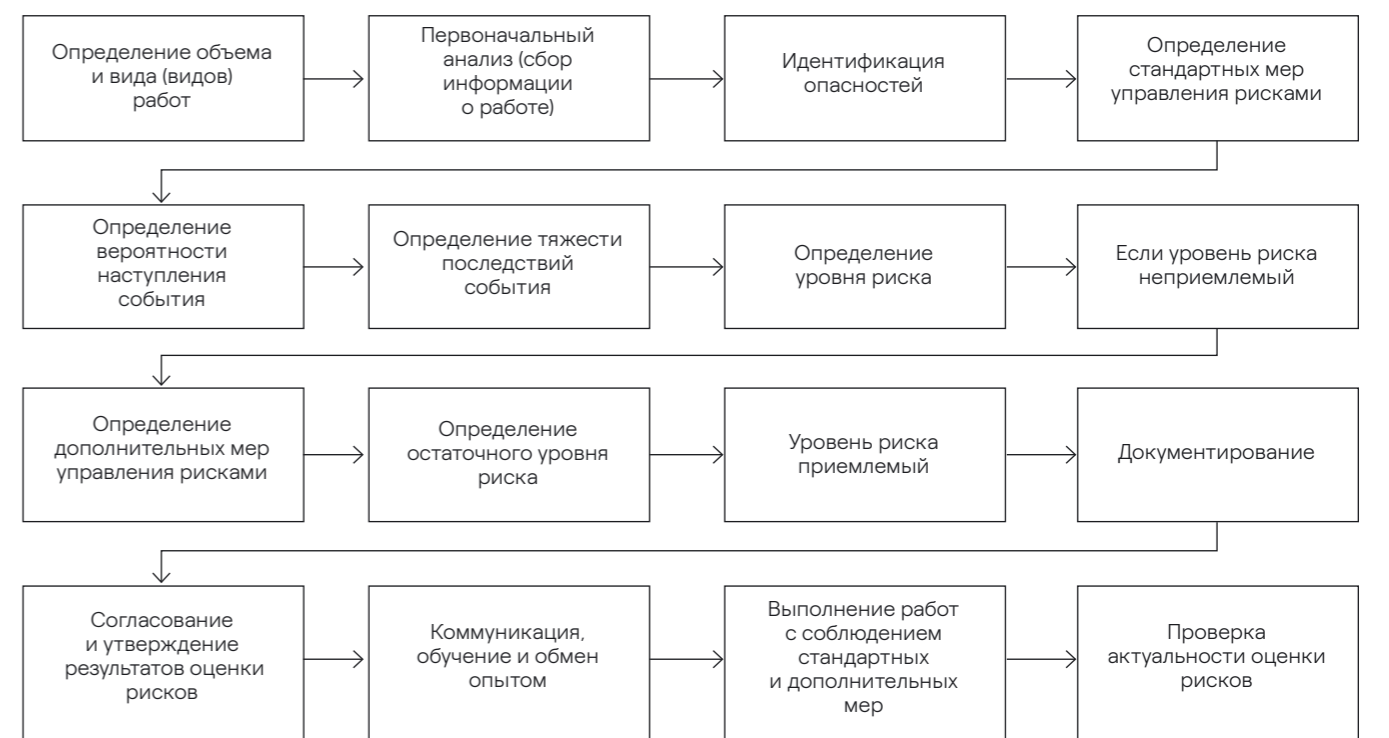 Определение объема
и вида (видов)
работ
Первоначальный
анализ (сбор
информации
о работе)
Идентификация
опасностей
Определение
стандартных мер
управления рисками
Определение
вероятности
наступления
события
Определение тяжести
последствий
события
Определение
уровня риска
Если уровень риска
неприемлемый
Определение
дополнительных мер
управления рисками
Определение
остаточного уровня
риска
Уровень риска
приемлемый
Документирование
Согласование
и утверждение
результатов оценки
рисков
Коммуникация,
обучение и обмен
опытом
Выполнение работ
с соблюдением
стандартных
и дополнительных
мер
Проверка
актуальности оценки
рисков